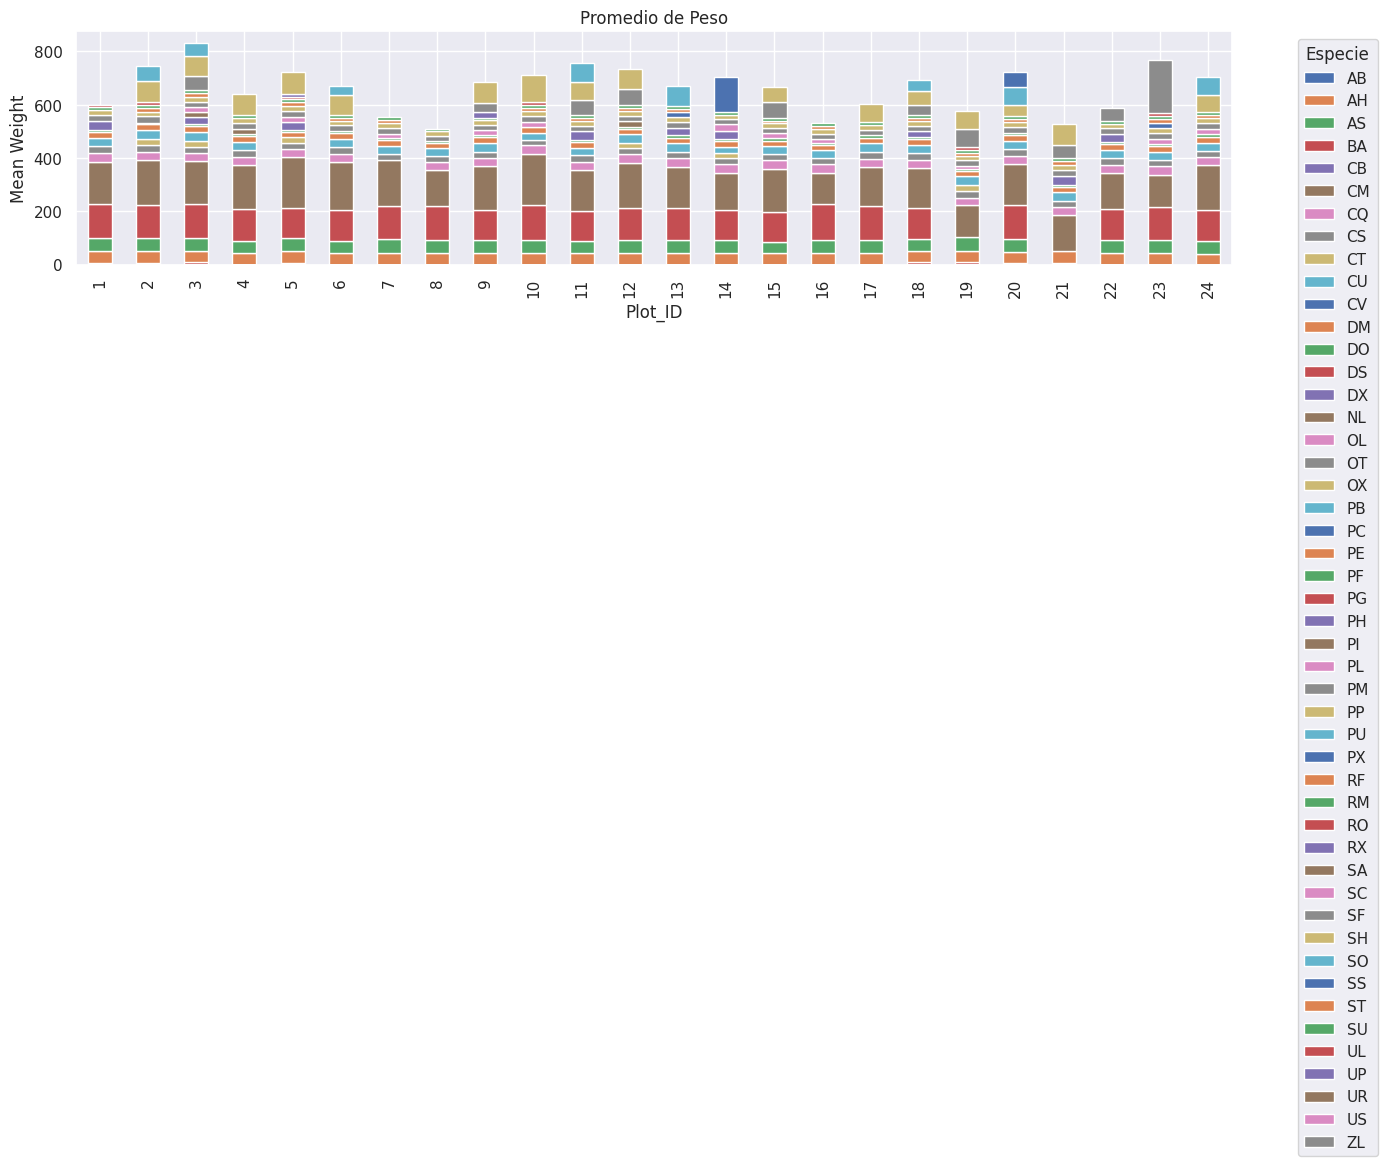 Promedio de Peso
Mean Weight
800
600
400
200
0
1 2 3 4 5 6 7 8 9 10 11 12 13 14 15 16 17 18 19 20 21 22 23 24
Plot_ID
Especie
AB
AH
AS
BA
CB
CM
CQ
CS
CT
CU
CV
DM
DO
DS
DX
NL
OL
OT
OX
PB
PC
PE
PF
PG
PH
PI
PL
PM
PP
PU
PX
RF
RM
RO
RX
SA
SC
SF
SH
SO
SS
ST
SU
UL
UP
UR
US
ZL